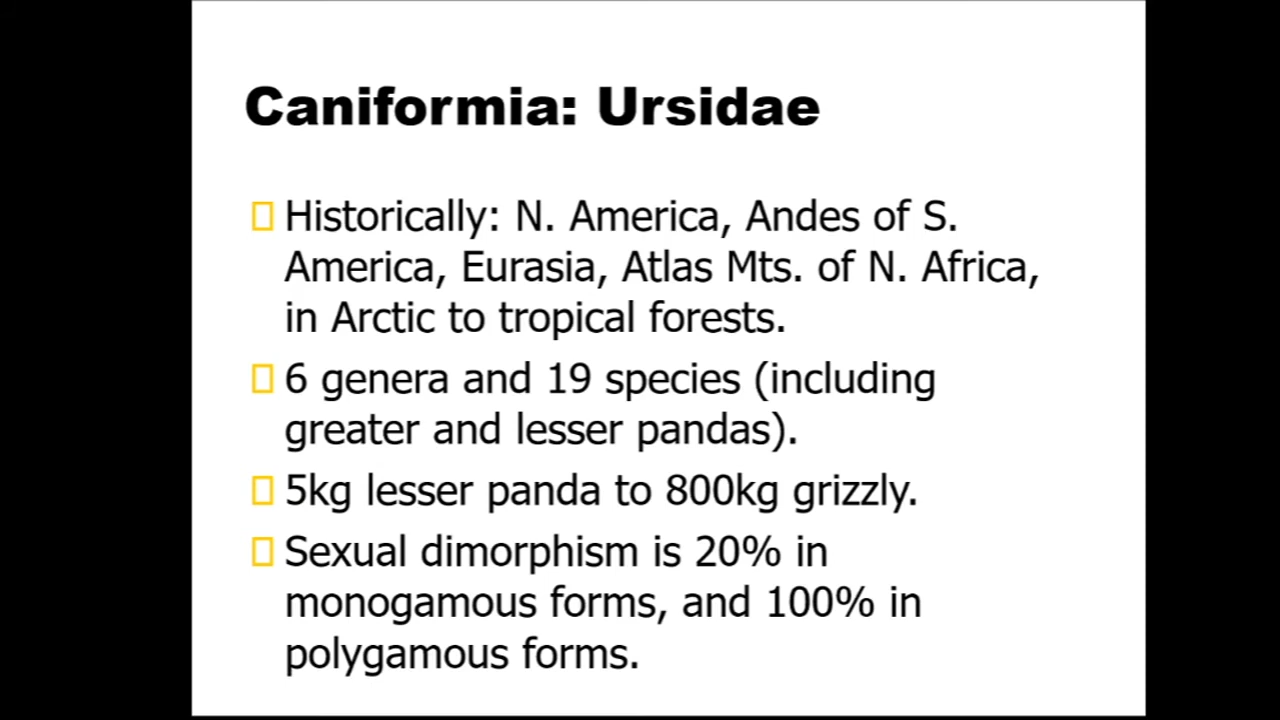 Caniformia: Ursidae
Historically: N. America, Andes of S.
America, Eurasia, Atlas Mts. of N. Africa,
in Arctic to tropical forests.
6 genera and 19 species (including
greater and lesser pandas).
5kg lesser panda to 800kg grizzly.
Sexual dimorphism is 20% in
monogamous forms, and 100% in
polygamous forms.